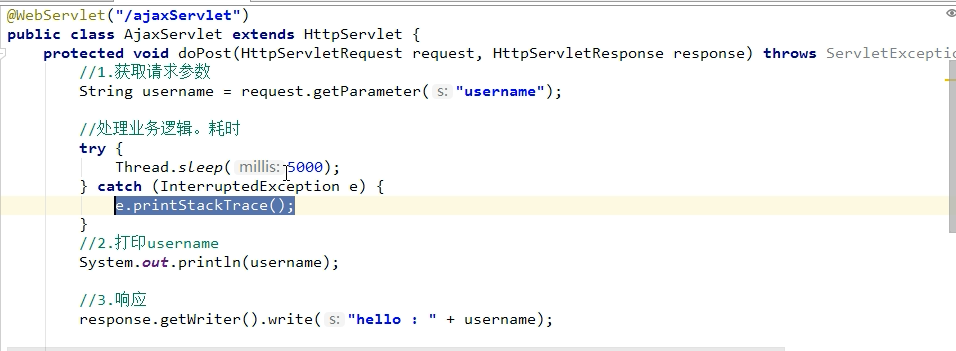 @WebServlet("/ajaxServlet")
public class AjaxServlet extends HttpServlet {
protected void doPost(HttpServletRequest request, HttpServletResponse response) throws ServletExceptio
//1.获取请求参数
String username = request.getParameter( s: "username");
//处理业务逻辑。耗时
try {
Thread.sleep( millis: 5000);
} catch (InterruptedException e) {
e.printStackTrace();
}
//2.打印username
System.out.println(username);
//3.响应
response.getWriter().write( s: "hello : " + username);